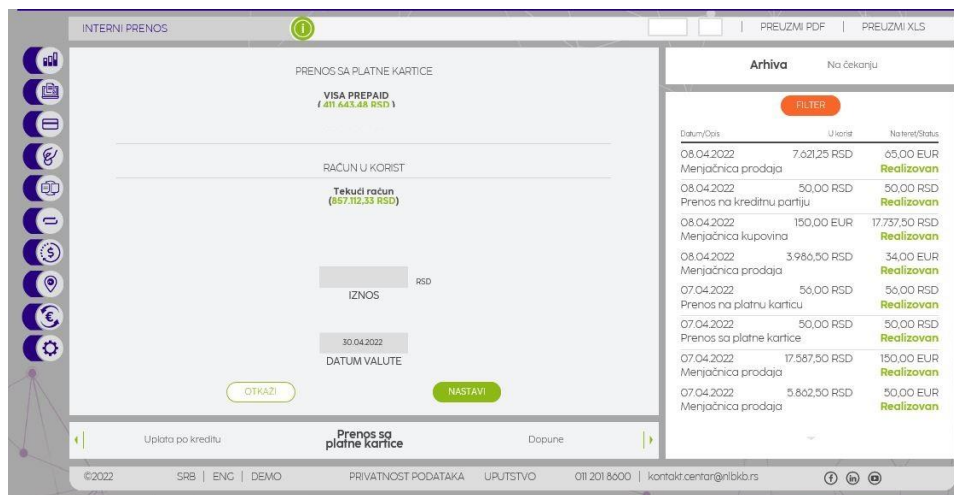 INTERNI PRENOS
i
PREUZMI PDF | PREUZMI XLS
PRENOS SA PLATNE KARTICE
VISA PREPAID
( 411.643,48 RSD )
RAČUN U KORIST
Tekući račun
(857.112,33 RSD)
RSD
IZNOS
30.04.2022
DATUM VALUTE
OTKAŽI
NASTAVI
Uplata po kreditu
Prenos sa
platne kartice
Dopune
Arhiva Na čekanju
FILTER
Datum/Opis U korist Na teret/Status
08.04.2022 7.621,25 RSD 65,00 EUR
Menjačnica prodaja Realizovan
08.04.2022 50,00 RSD 50,00 RSD
Prenos na kreditnu partiju Realizovan
08.04.2022 150,00 EUR 17.737,50 RSD
Menjačnica kupovina Realizovan
08.04.2022 3.986,50 RSD 34,00 EUR
Menjačnica prodaja Realizovan
07.04.2022 56,00 RSD 56,00 RSD
Prenos na platnu karticu Realizovan
07.04.2022 50,00 RSD 50,00 RSD
Prenos sa platne kartice Realizovan
07.04.2022 17.587,50 RSD 150,00 EUR
Menjačnica prodaja Realizovan
07.04.2022 5.862,50 RSD 50,00 EUR
Menjačnica prodaja Realizovan
©2022 SRB | ENG | DEMO PRIVATNOST PODATAKA UPUTSTVO 011 201 8600 | kontakt.centar@nlbkb.rs